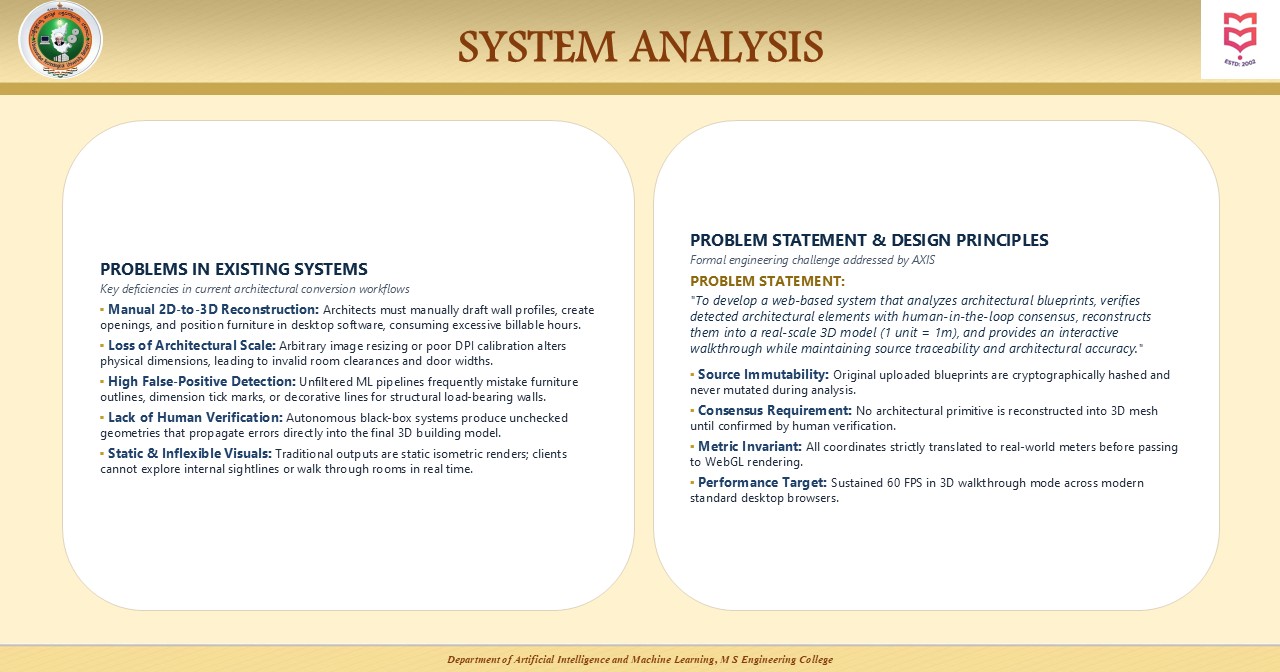 SYSTEM ANALYSIS
ESTD: 2002
PROBLEMS IN EXISTING SYSTEMS
Key deficiencies in current architectural conversion workflows
▪ Manual 2D-to-3D Reconstruction: Architects must manually draft wall profiles, create
openings, and position furniture in desktop software, consuming excessive billable hours.
▪ Loss of Architectural Scale: Arbitrary image resizing or poor DPI calibration alters
physical dimensions, leading to invalid room clearances and door widths.
▪ High False-Positive Detection: Unfiltered ML pipelines frequently mistake furniture
outlines, dimension tick marks, or decorative lines for structural load-bearing walls.
▪ Lack of Human Verification: Autonomous black-box systems produce unchecked
geometries that propagate errors directly into the final 3D building model.
▪ Static & Inflexible Visuals: Traditional outputs are static isometric renders; clients
cannot explore internal sightlines or walk through rooms in real time.
PROBLEM STATEMENT & DESIGN PRINCIPLES
Formal engineering challenge addressed by AXIS
PROBLEM STATEMENT:
"To develop a web-based system that analyzes architectural blueprints, verifies
detected architectural elements with human-in-the-loop consensus, reconstructs
them into a real-scale 3D model (1 unit = 1m), and provides an interactive
walkthrough while maintaining source traceability and architectural accuracy."
▪ Source Immutability: Original uploaded blueprints are cryptographically hashed and
never mutated during analysis.
▪ Consensus Requirement: No architectural primitive is reconstructed into 3D mesh
until confirmed by human verification.
▪ Metric Invariant: All coordinates strictly translated to real-world meters before passing
to WebGL rendering.
▪ Performance Target: Sustained 60 FPS in 3D walkthrough mode across modern
standard desktop browsers.
Department of Artificial Intelligence and Machine Learning, M S Engineering College